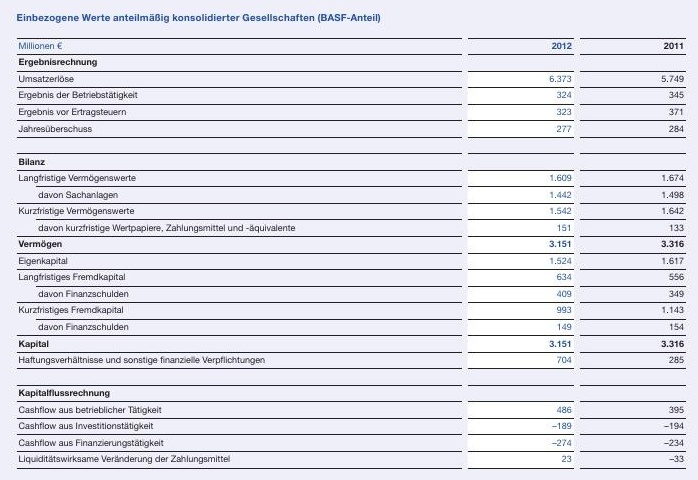 Einbezogene Werte anteilmäßig konsolidierter Gesellschaften (BASF-Anteil)
Millionen € 2012 2011
Ergebnisrechnung
Umsatzerlöse 6.373 5.749
Ergebnis der Betriebstätigkeit 324 345
Ergebnis vor Ertragsteuern 323 371
Jahresüberschuss 277 284
Bilanz
Langfristige Vermögenswerte 1.609 1.674
davon Sachanlagen 1.442 1.498
Kurzfristige Vermögenswerte 1.542 1.642
davon kurzfristige Wertpapiere, Zahlungsmittel und -äquivalente 151 133
Vermögen 3.151 3.316
Eigenkapital 1.524 1.617
Langfristiges Fremdkapital 634 556
davon Finanzschulden 409 349
Kurzfristiges Fremdkapital 993 1.143
davon Finanzschulden 149 154
Kapital 3.151 3.316
Haftungsverhältnisse und sonstige finanzielle Verpflichtungen 704 285
Kapitalflussrechnung
Cashflow aus betrieblicher Tätigkeit 486 395
Cashflow aus Investitionstätigkeit –189 –194
Cashflow aus Finanzierungstätigkeit –274 –234
Liquiditätswirksame Veränderung der Zahlungsmittel 23 –33